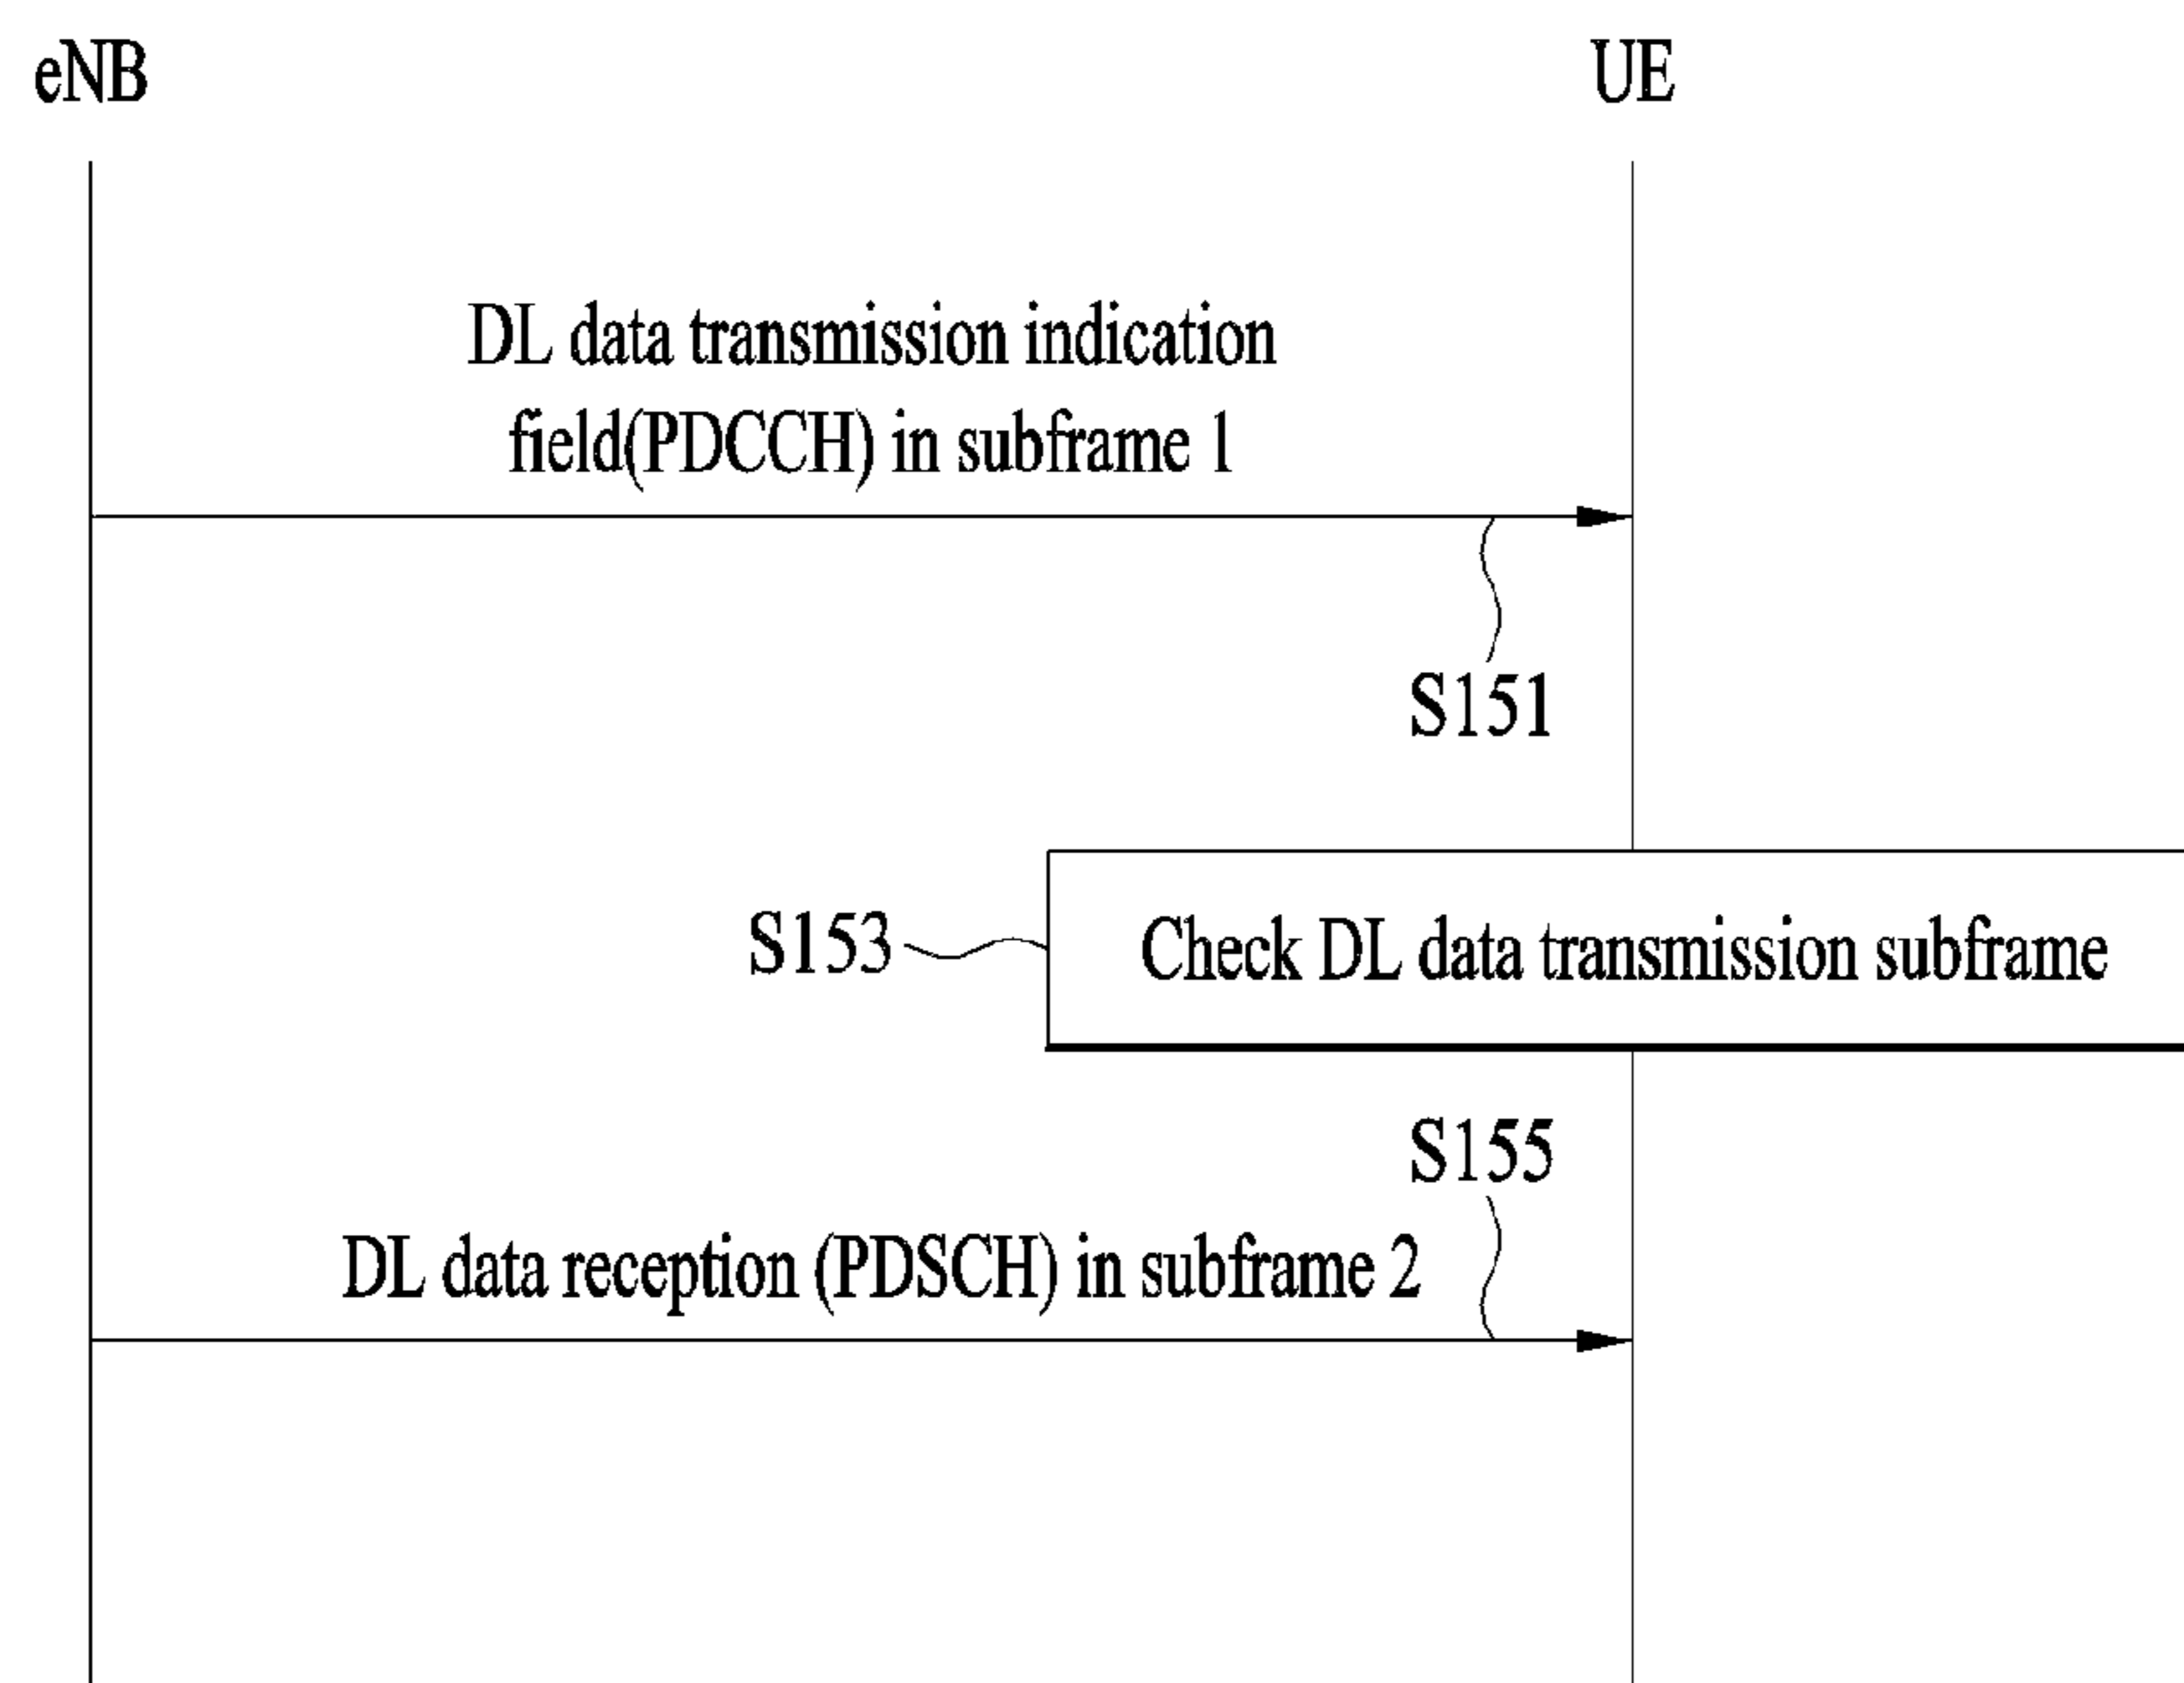 eNB
UE
DL data transmission indication
field(PDCCH) in subframe 1
S151
S153
Check DL data transmission subframe
S155
DL data reception (PDSCH) in subframe 2